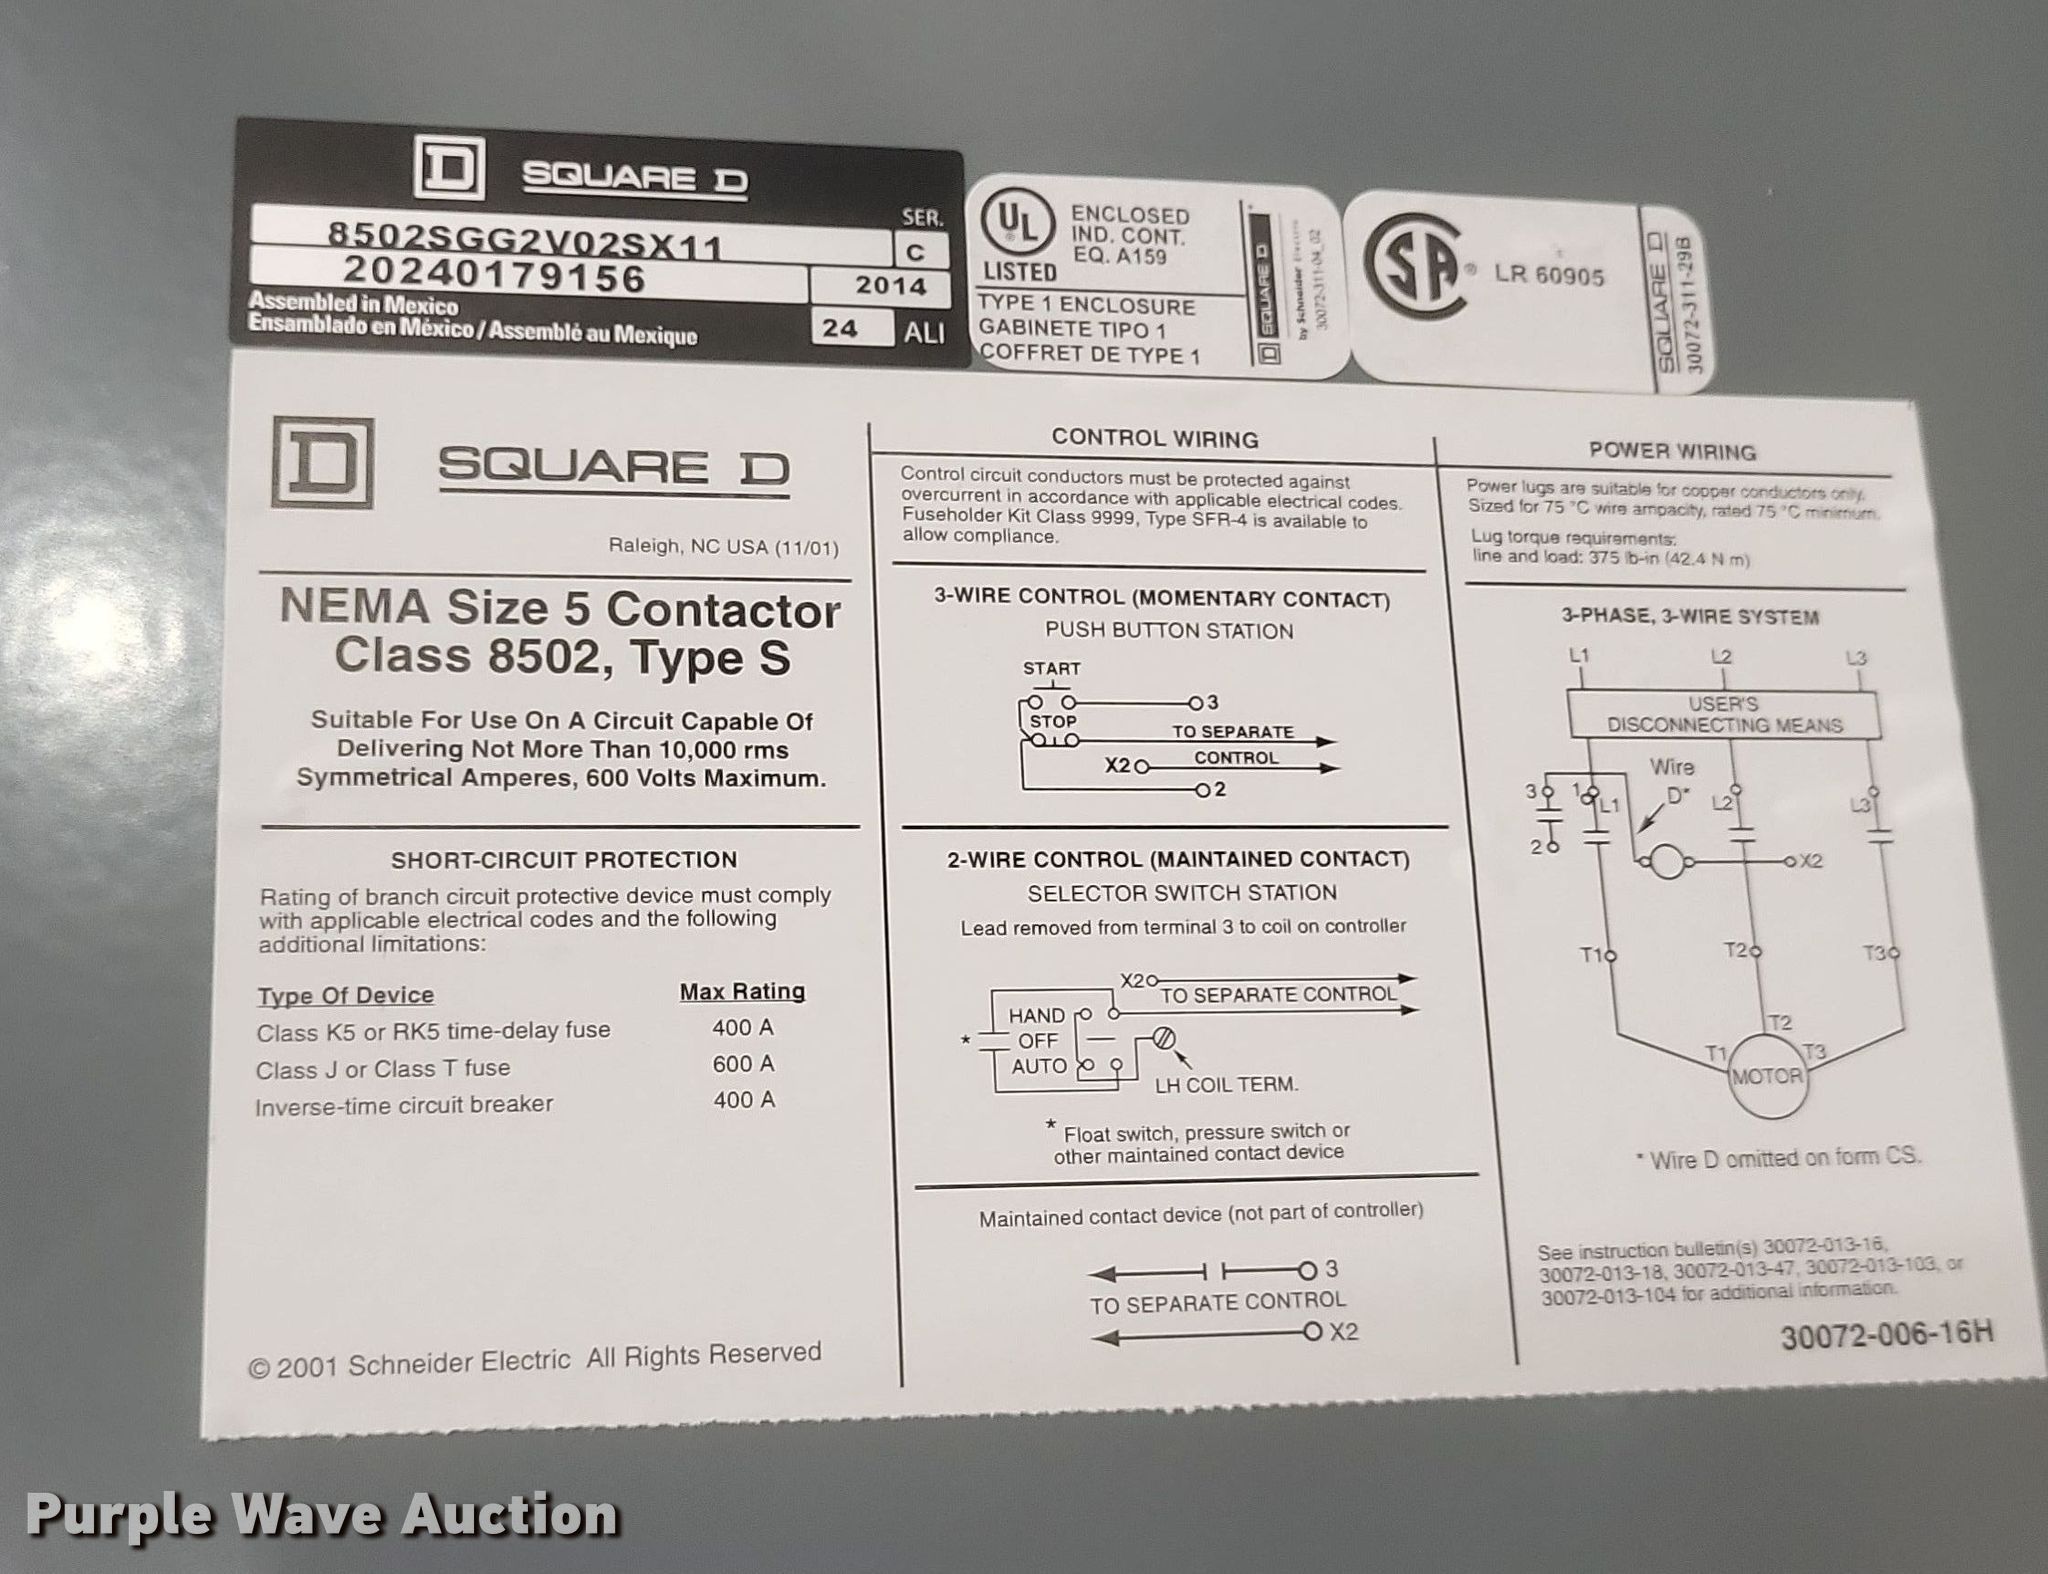 SQUARE D
SER.
8502SGG2V02SX11
C
20240179156
2014
Assembled in Mexico
Ensamblado en México / Assemblé au Mexique
24
ALI
UL
®
LISTED
ENCLOSED
IND. CONT.
EQ. A159
TYPE 1 ENCLOSURE
GABINETE TIPO 1
COFFRET DE TYPE 1
SQUARE D
by Schneider Electric
30072-311-04_02
SA ®
LR 60905
SQUARE D
30072-311-29B
SQUARE D
Raleigh, NC USA (11/01)
NEMA Size 5 Contactor
Class 8502, Type S
Suitable For Use On A Circuit Capable Of
Delivering Not More Than 10,000 rms
Symmetrical Amperes, 600 Volts Maximum.
SHORT-CIRCUIT PROTECTION
Rating of branch circuit protective device must comply
with applicable electrical codes and the following
additional limitations:
Type Of Device Max Rating
Class K5 or RK5 time-delay fuse 400 A
Class J or Class T fuse 600 A
Inverse-time circuit breaker 400 A
© 2001 Schneider Electric All Rights Reserved
CONTROL WIRING
Control circuit conductors must be protected against
overcurrent in accordance with applicable electrical codes.
Fuseholder Kit Class 9999, Type SFR-4 is available to
allow compliance.
3-WIRE CONTROL (MOMENTARY CONTACT)
PUSH BUTTON STATION
START
3
STOP
TO SEPARATE
X2
CONTROL
2
2-WIRE CONTROL (MAINTAINED CONTACT)
SELECTOR SWITCH STATION
Lead removed from terminal 3 to coil on controller
X2
TO SEPARATE CONTROL
HAND
* OFF
AUTO
LH COIL TERM.
* Float switch, pressure switch or
other maintained contact device
Maintained contact device (not part of controller)
3
TO SEPARATE CONTROL
X2
POWER WIRING
Power lugs are suitable for copper conductors only.
Sized for 75 °C wire ampacity, rated 75 °C minimum.
Lug torque requirements:
line and load: 375 lb-in (42.4 N m)
3-PHASE, 3-WIRE SYSTEM
L1 L2 L3
USER'S
DISCONNECTING MEANS
Wire
D*
3 1 L1 L2 L3
2
X2
T1 T2 T3
T2
T1 T3
MOTOR
* Wire D omitted on form CS.
See instruction bulletin(s) 30072-013-16,
30072-013-18, 30072-013-47, 30072-013-103, or
30072-013-104 for additional information.
30072-006-16H
Purple Wave Auction